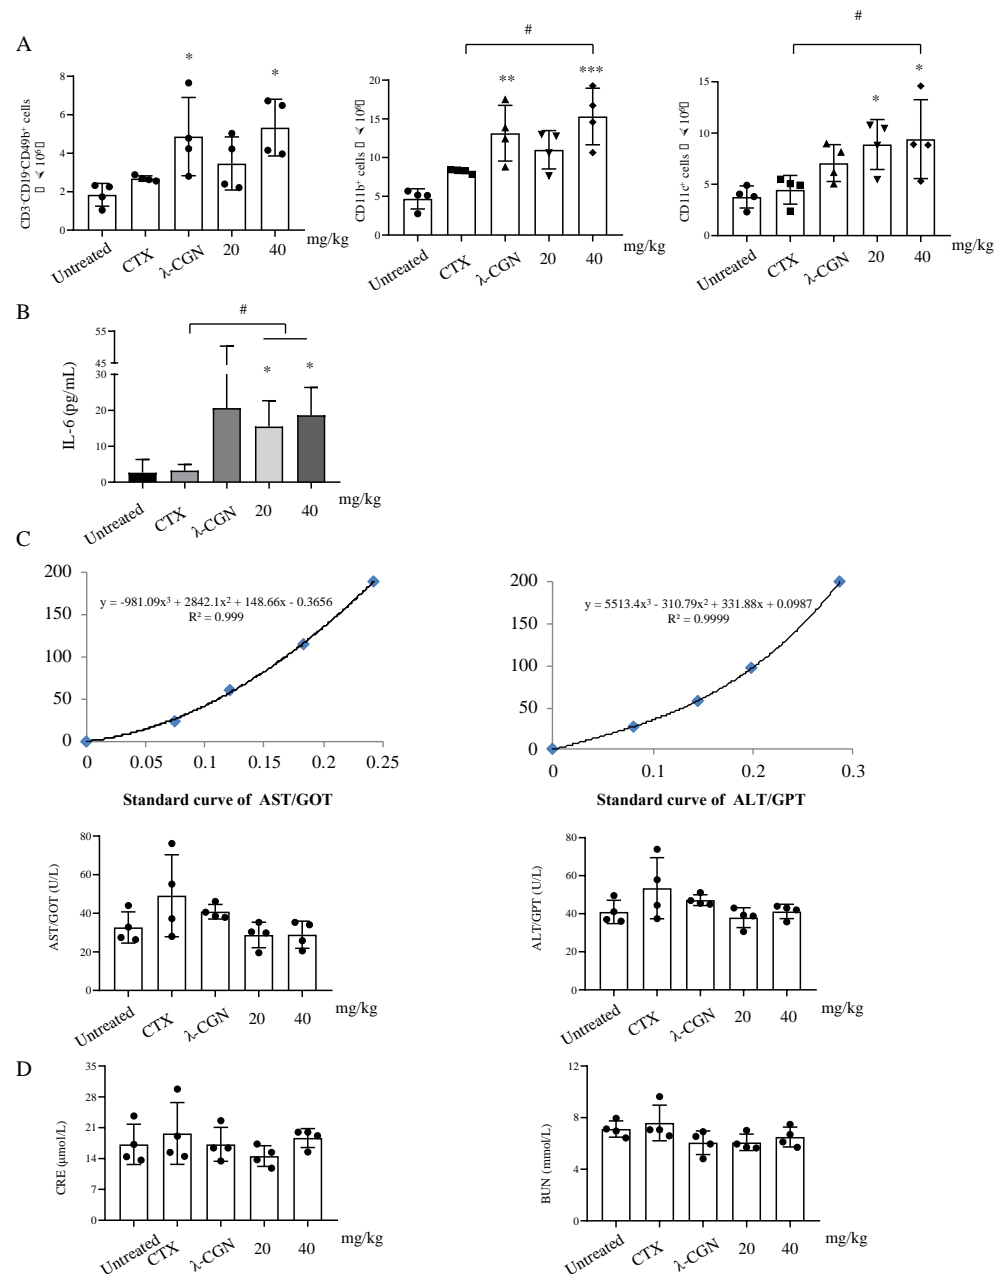 A
CD3⁻CD19⁻CD49b⁺ cells
8
6
4
2
0
*
*
Untreated
CTX
λ-CGN
20
40
mg/kg
#
CD11b⁺ cells
20
15
10
5
0
**
***
Untreated
CTX
λ-CGN
20
40
mg/kg
#
CD11c⁺ cells
15
10
5
0
*
*
Untreated
CTX
λ-CGN
20
40
mg/kg
B
#
IL-6 (pg/mL)
55
45
30
20
10
0
*
*
Untreated
CTX
λ-CGN
20
40
mg/kg
C
200
150
100
50
0
y = -981.09x³ + 2842.1x² + 148.66x - 0.3656
R² = 0.999
0
0.05
0.1
0.15
0.2
0.25
Standard curve of AST/GOT
200
150
100
50
0
y = 5513.4x³ - 310.79x² + 331.88x + 0.0987
R² = 0.9999
0
0.1
0.2
0.3
Standard curve of ALT/GPT
AST/GOT (U/L)
80
60
40
20
0
Untreated
CTX
λ-CGN
20
40
mg/kg
ALT/GPT (U/L)
80
60
40
20
0
Untreated
CTX
λ-CGN
20
40
mg/kg
D
CRE (μmol/L)
35
28
21
14
7
0
Untreated
CTX
λ-CGN
20
40
mg/kg
BUN (mmol/L)
12
8
4
0
Untreated
CTX
λ-CGN
20
40
mg/kg